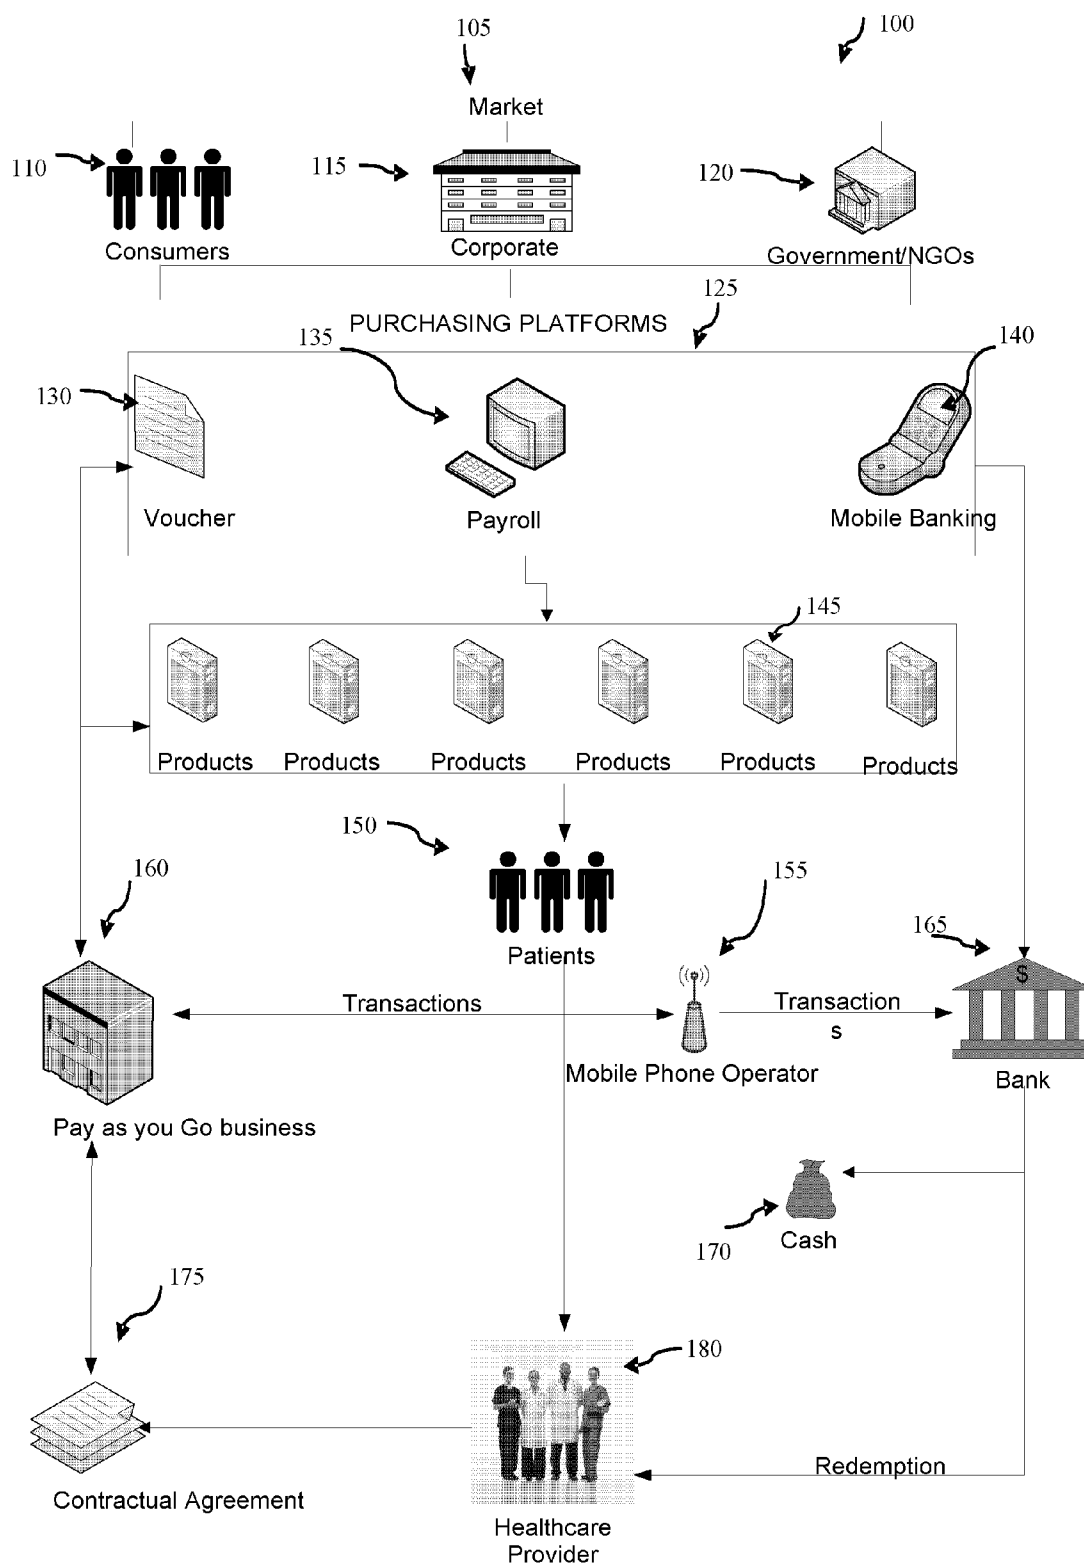 100
105
Market
110
115
120
Consumers
Corporate
Government/NGOs
125
PURCHASING PLATFORMS
135
140
130
Voucher
Payroll
Mobile Banking
145
Products
Products
Products
Products
Products
Products
150
160
155
165
Patients
$
Transactions
Transaction
s
Mobile Phone Operator
Bank
Pay as you Go business
170
Cash
175
180
Redemption
Contractual Agreement
Healthcare
Provider